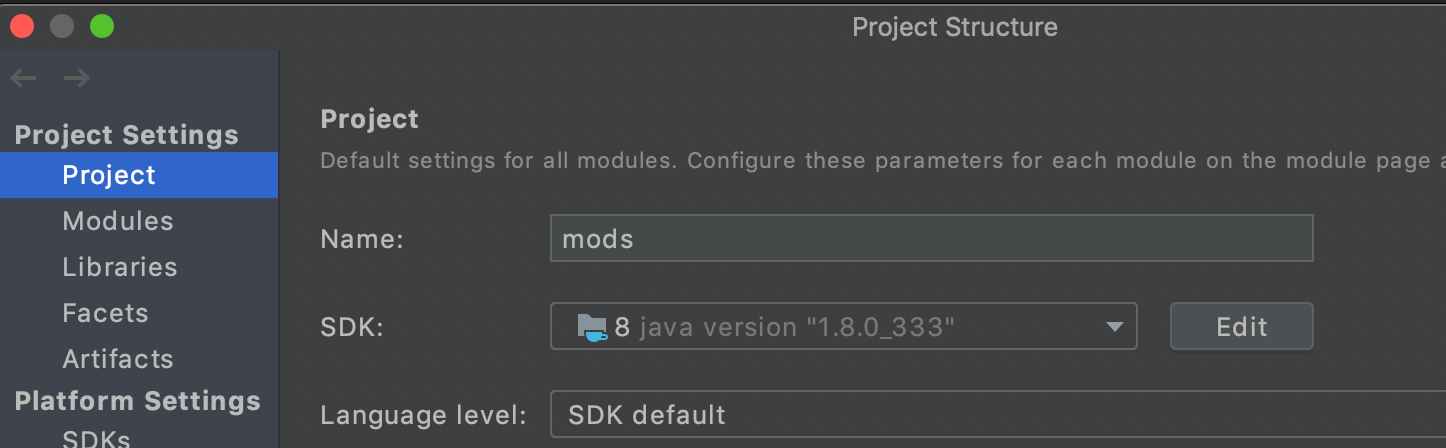 Project Structure
Project Settings
Project
Modules
Libraries
Facets
Artifacts
Platform Settings
SDKs
Project
Default settings for all modules. Configure these parameters for each module on the module page
Name:
mods
SDK:
8 java version "1.8.0_333"
Edit
Language level:
SDK default